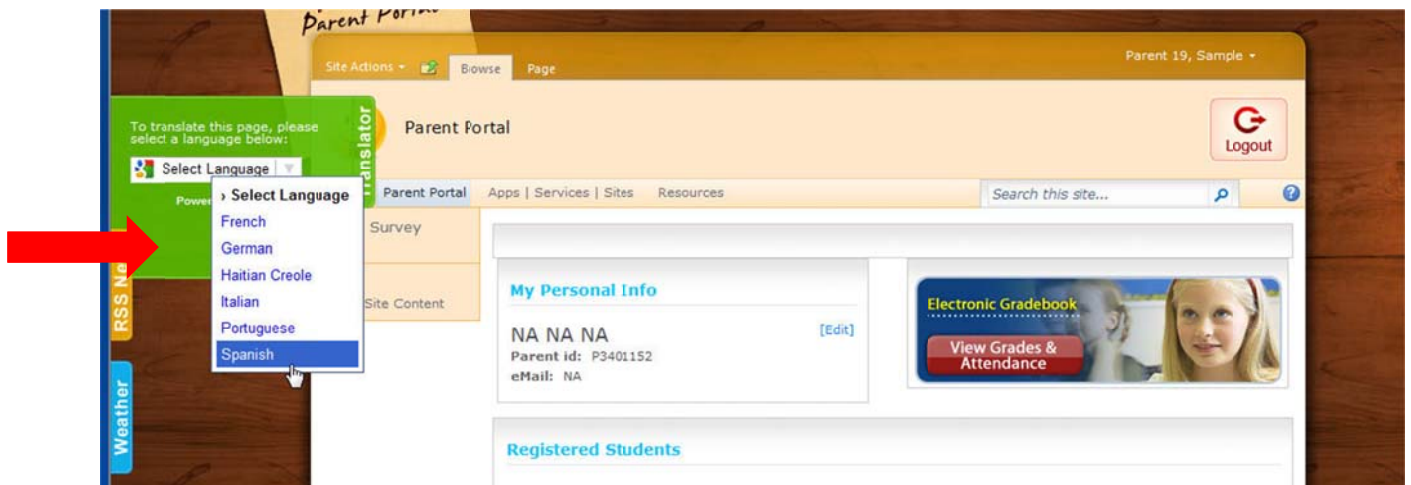 Parent Portal
Site Actions
Browse
Page
Parent 19, Sample
To translate this page, please
select a language below:
Translator
Parent Portal
Logout
Select Language
Power
› Select Language
French
German
Haitian Creole
Italian
Portuguese
Spanish
Parent Portal
Apps | Services | Sites
Resources
Search this site...
Survey
Site Content
RSS Ne
Weather
My Personal Info
NA NA NA
[Edit]
Parent id: P3401152
eMail: NA
Electronic Gradebook
View Grades &
Attendance
Registered Students